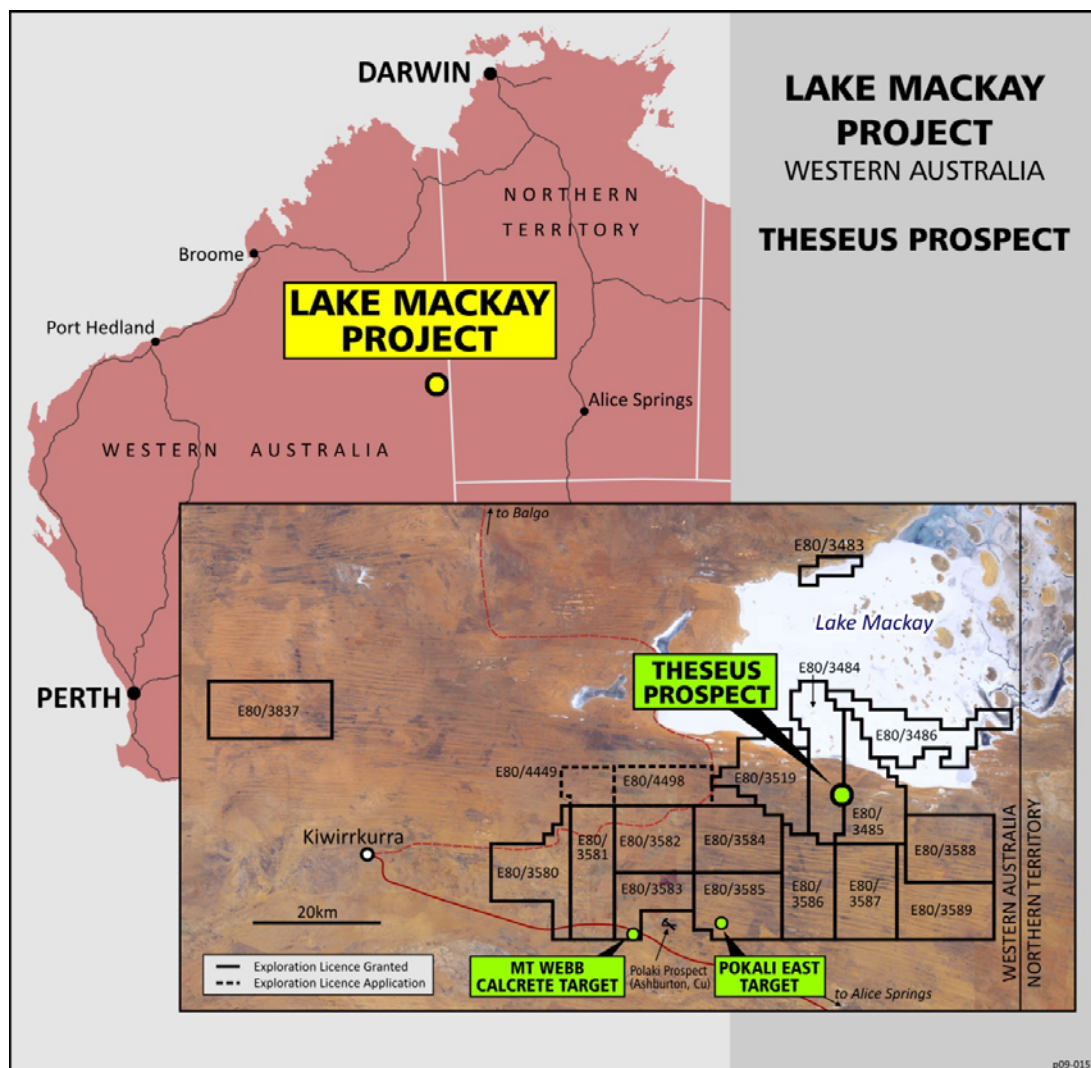 DARWIN
LAKE MACKAY
PROJECT
WESTERN AUSTRALIA
THESEUS PROSPECT
NORTHERN
TERRITORY
Broome
LAKE MACKAY
PROJECT
Port Hedland
Alice Springs
WESTERN AUSTRALIA
PERTH
to Balgo
E80/3483
Lake Mackay
THESEUS
PROSPECT
E80/3484
E80/3837
E80/3486
E80/4449
E80/4498
E80/3519
E80/
3485
Kiwirrkurra
E80/
3581
E80/3582
E80/3584
E80/3588
E80/3580
E80/3583
E80/3585
E80/
3586
E80/
3587
E80/3589
WESTERN AUSTRALIA
NORTHERN TERRITORY
20km
Exploration Licence Granted
Exploration Licence Application
MT WEBB
CALCRETE TARGET
Polaki Prospect
(Ashburton, Cu)
POKALI EAST
TARGET
to Alice Springs
p09-015